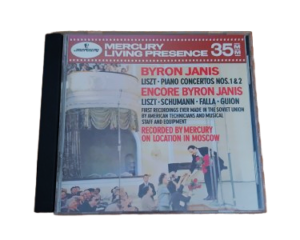 MERCURY
LIVING PRESENCE
35
BYRON JANIS
LISZT · PIANO CONCERTOS NOS. 1 & 2
ENCORE BYRON JANIS
LISZT · SCHUMANN · FALLA · GUION
FIRST RECORDINGS EVER MADE IN THE SOVIET UNION
BY AMERICAN TECHNICIANS AND MUSICAL
STAFF AND EQUIPMENT
RECORDED BY MERCURY
ON LOCATION IN MOSCOW